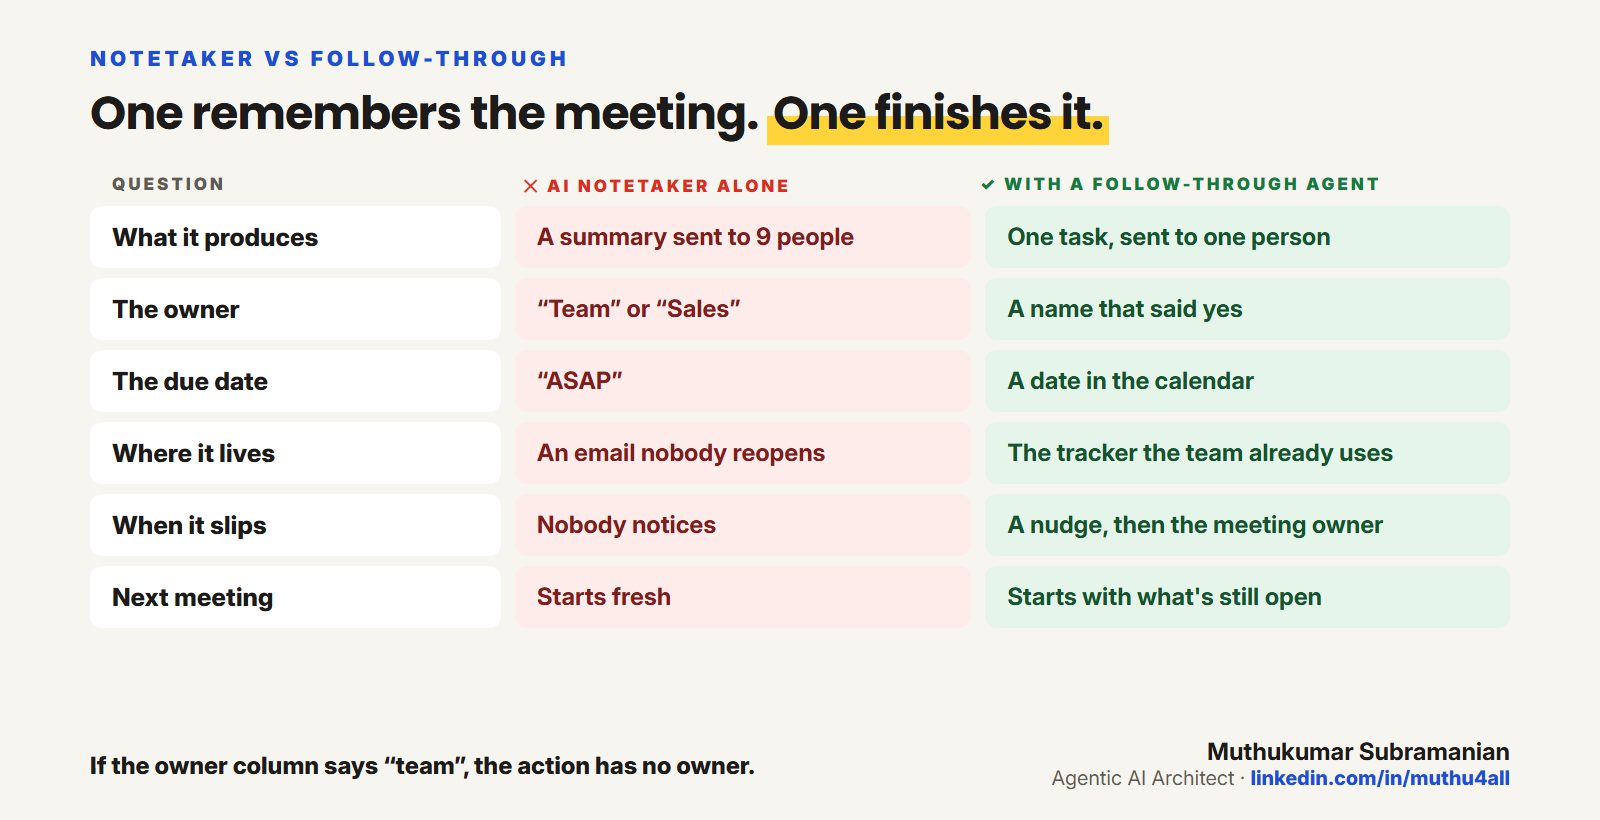 NOTETAKER VS FOLLOW-THROUGH
One remembers the meeting. One finishes it.
QUESTION
✕ AI NOTETAKER ALONE
✓ WITH A FOLLOW-THROUGH AGENT
What it produces
A summary sent to 9 people
One task, sent to one person
The owner
“Team” or “Sales”
A name that said yes
The due date
“ASAP”
A date in the calendar
Where it lives
An email nobody reopens
The tracker the team already uses
When it slips
Nobody notices
A nudge, then the meeting owner
Next meeting
Starts fresh
Starts with what's still open
If the owner column says “team”, the action has no owner.
Muthukumar Subramanian
Agentic AI Architect · linkedin.com/in/muthu4all